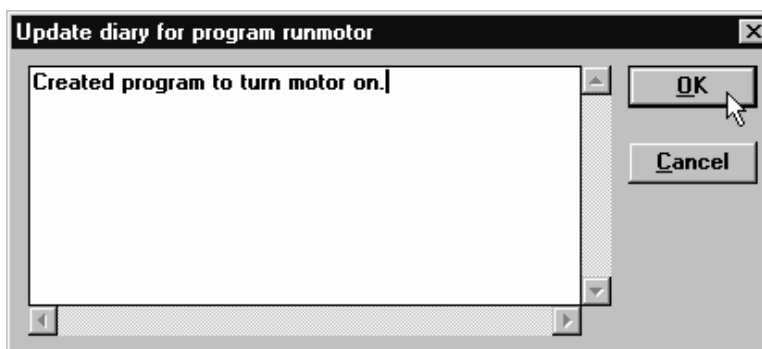 Update diary for program runmotor
Created program to turn motor on.
OK
Cancel